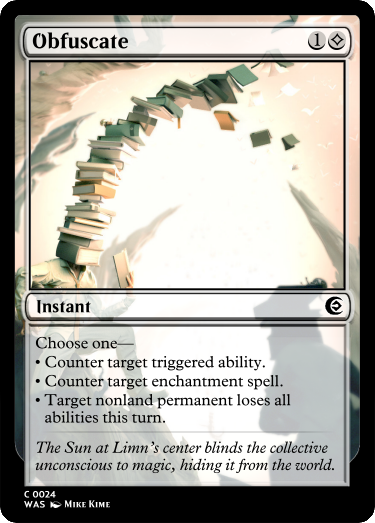 Obfuscate 1
Instant
Choose one—
• Counter target triggered ability.
• Counter target enchantment spell.
• Target nonland permanent loses all
abilities this turn.
The Sun at Limn's center blinds the collective
unconscious to magic, hiding it from the world.
C 0024
WAS MIKE KIME